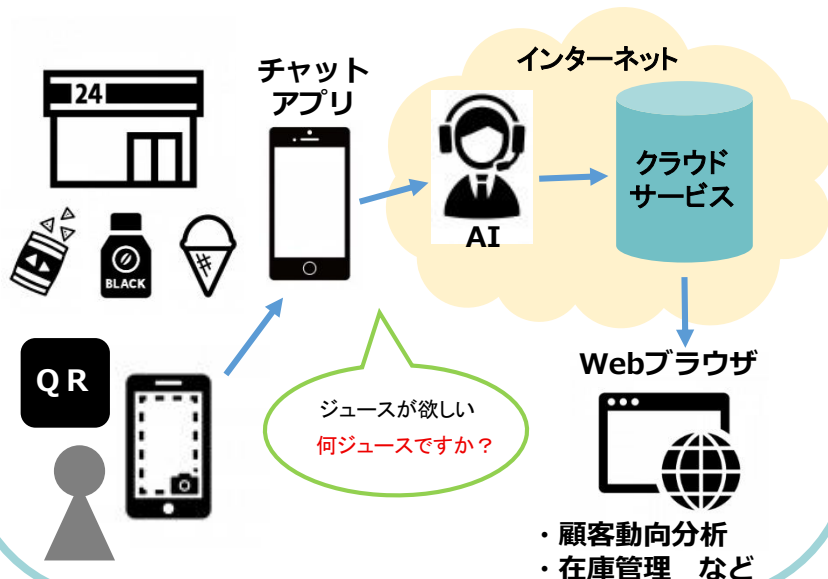 チャット
アプリ
インターネット
24
クラウド
サービス
AI
BLACK
Webブラウザ
ＱＲ
ジュースが欲しい
何ジュースですか？
・顧客動向分析
・在庫管理　など